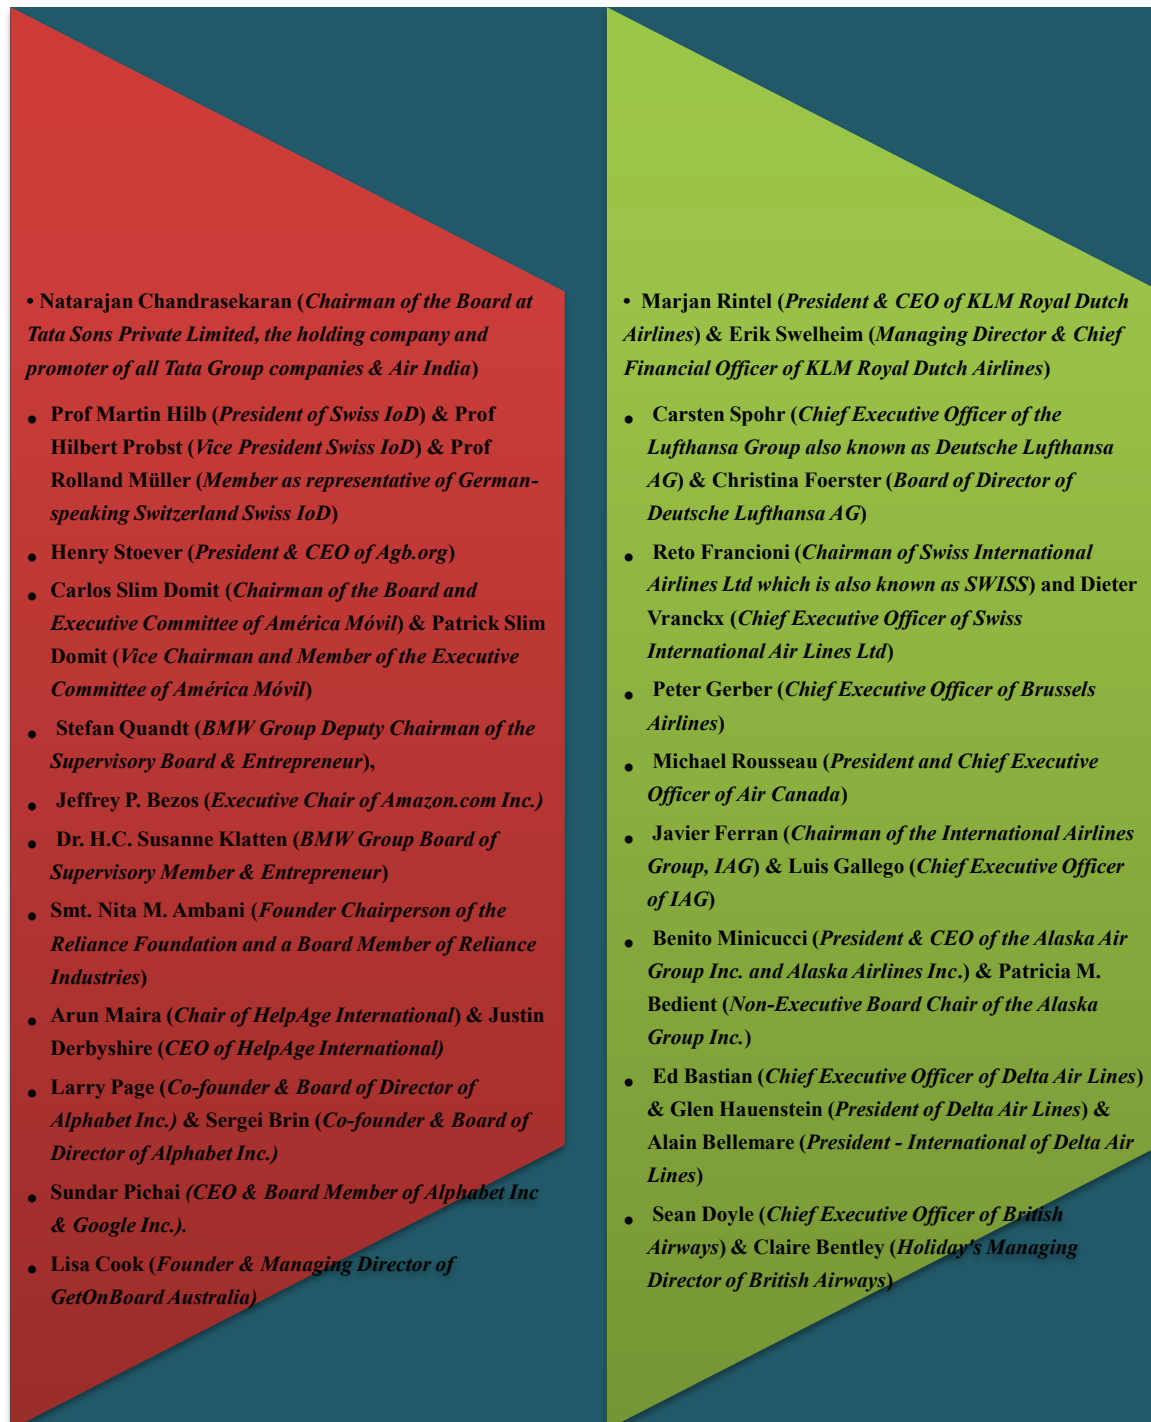 • Natarajan Chandrasekaran (Chairman of the Board at
Tata Sons Private Limited, the holding company and
promoter of all Tata Group companies & Air India)
• Prof Martin Hilb (President of Swiss IoD) & Prof
Hilbert Probst (Vice President Swiss IoD) & Prof
Rolland Müller (Member as representative of German-
speaking Switzerland Swiss IoD)
• Henry Stoever (President & CEO of Agb.org)
• Carlos Slim Domit (Chairman of the Board and
Executive Committee of América Móvil) & Patrick Slim
Domit (Vice Chairman and Member of the Executive
Committee of América Móvil)
• Stefan Quandt (BMW Group Deputy Chairman of the
Supervisory Board & Entrepreneur),
• Jeffrey P. Bezos (Executive Chair of Amazon.com Inc.)
• Dr. H.C. Susanne Klatten (BMW Group Board of
Supervisory Member & Entrepreneur)
• Smt. Nita M. Ambani (Founder Chairperson of the
Reliance Foundation and a Board Member of Reliance
Industries)
• Arun Maira (Chair of HelpAge International) & Justin
Derbyshire (CEO of HelpAge International)
• Larry Page (Co-founder & Board of Director of
Alphabet Inc.) & Sergei Brin (Co-founder & Board of
Director of Alphabet Inc.)
• Sundar Pichai (CEO & Board Member of Alphabet Inc
& Google Inc.).
• Lisa Cook (Founder & Managing Director of
GetOnBoard Australia)
• Marjan Rintel (President & CEO of KLM Royal Dutch
Airlines) & Erik Swelheim (Managing Director & Chief
Financial Officer of KLM Royal Dutch Airlines)
• Carsten Spohr (Chief Executive Officer of the
Lufthansa Group also known as Deutsche Lufthansa
AG) & Christina Foerster (Board of Director of
Deutsche Lufthansa AG)
• Reto Francioni (Chairman of Swiss International
Airlines Ltd which is also known as SWISS) and Dieter
Vranckx (Chief Executive Officer of Swiss
International Air Lines Ltd)
• Peter Gerber (Chief Executive Officer of Brussels
Airlines)
• Michael Rousseau (President and Chief Executive
Officer of Air Canada)
• Javier Ferran (Chairman of the International Airlines
Group, IAG) & Luis Gallego (Chief Executive Officer
of IAG)
• Benito Minicucci (President & CEO of the Alaska Air
Group Inc. and Alaska Airlines Inc.) & Patricia M.
Bedient (Non-Executive Board Chair of the Alaska
Group Inc.)
• Ed Bastian (Chief Executive Officer of Delta Air Lines)
& Glen Hauenstein (President of Delta Air Lines) &
Alain Bellemare (President - International of Delta Air
Lines)
• Sean Doyle (Chief Executive Officer of British
Airways) & Claire Bentley (Holiday's Managing
Director of British Airways)